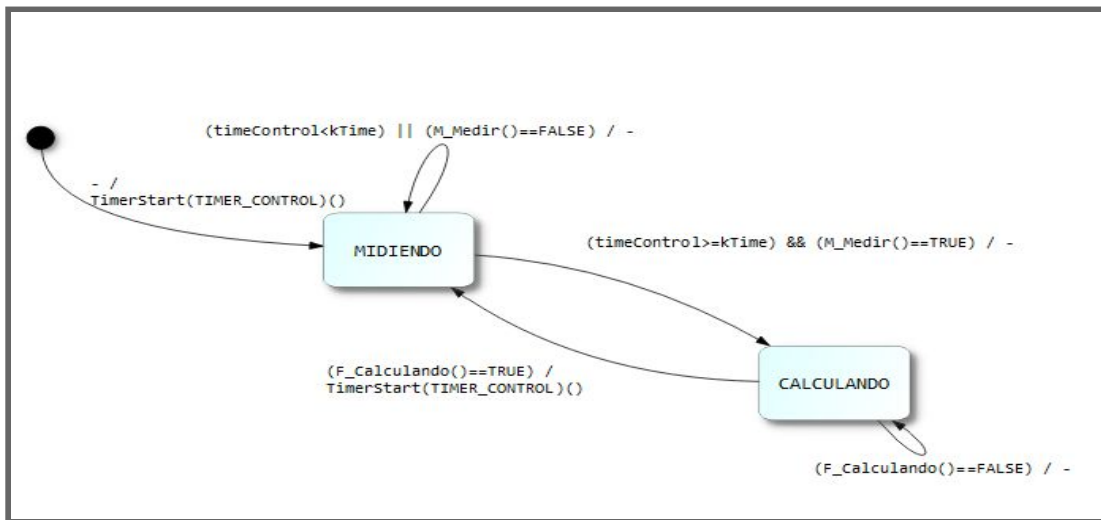 (timeControl<kTime) || (M_Medir()==FALSE) / -
- /
TimerStart(TIMER_CONTROL)()
MIDIENDO
(timeControl>=kTime) && (M_Medir()==TRUE) / -
(F_Calculando()==TRUE) /
TimerStart(TIMER_CONTROL)()
CALCULANDO
(F_Calculando()==FALSE) / -